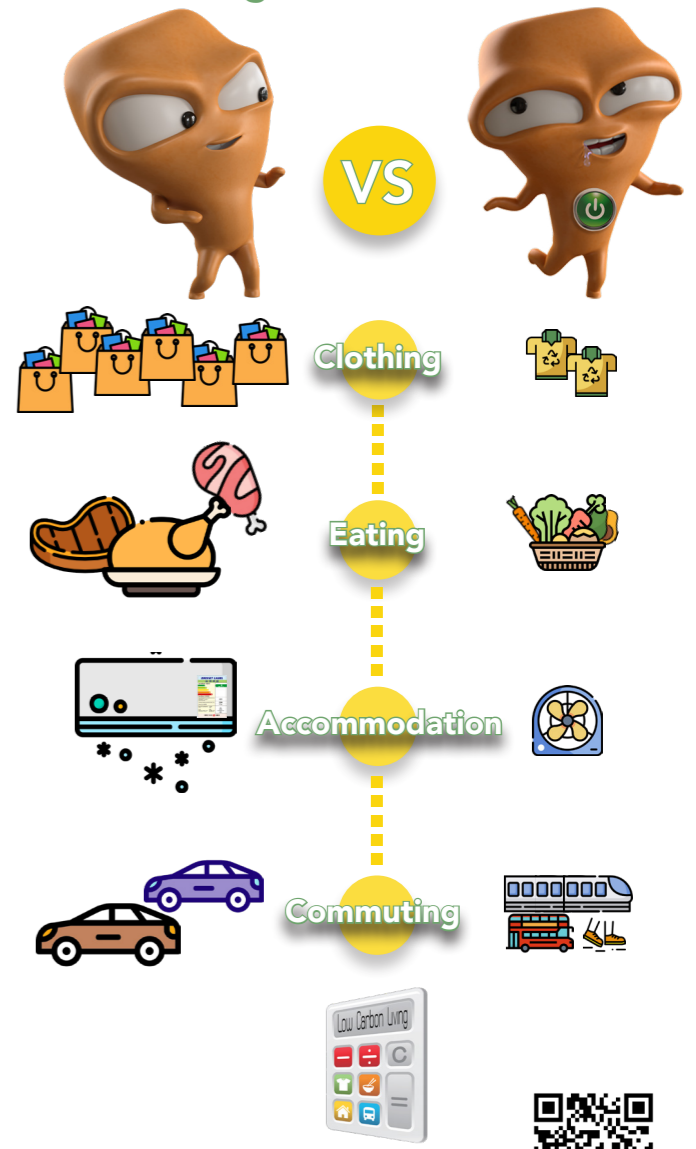 VS
Clothing
Eating
Accommodation
Commuting
Low Carbon Living
− ÷ C
=